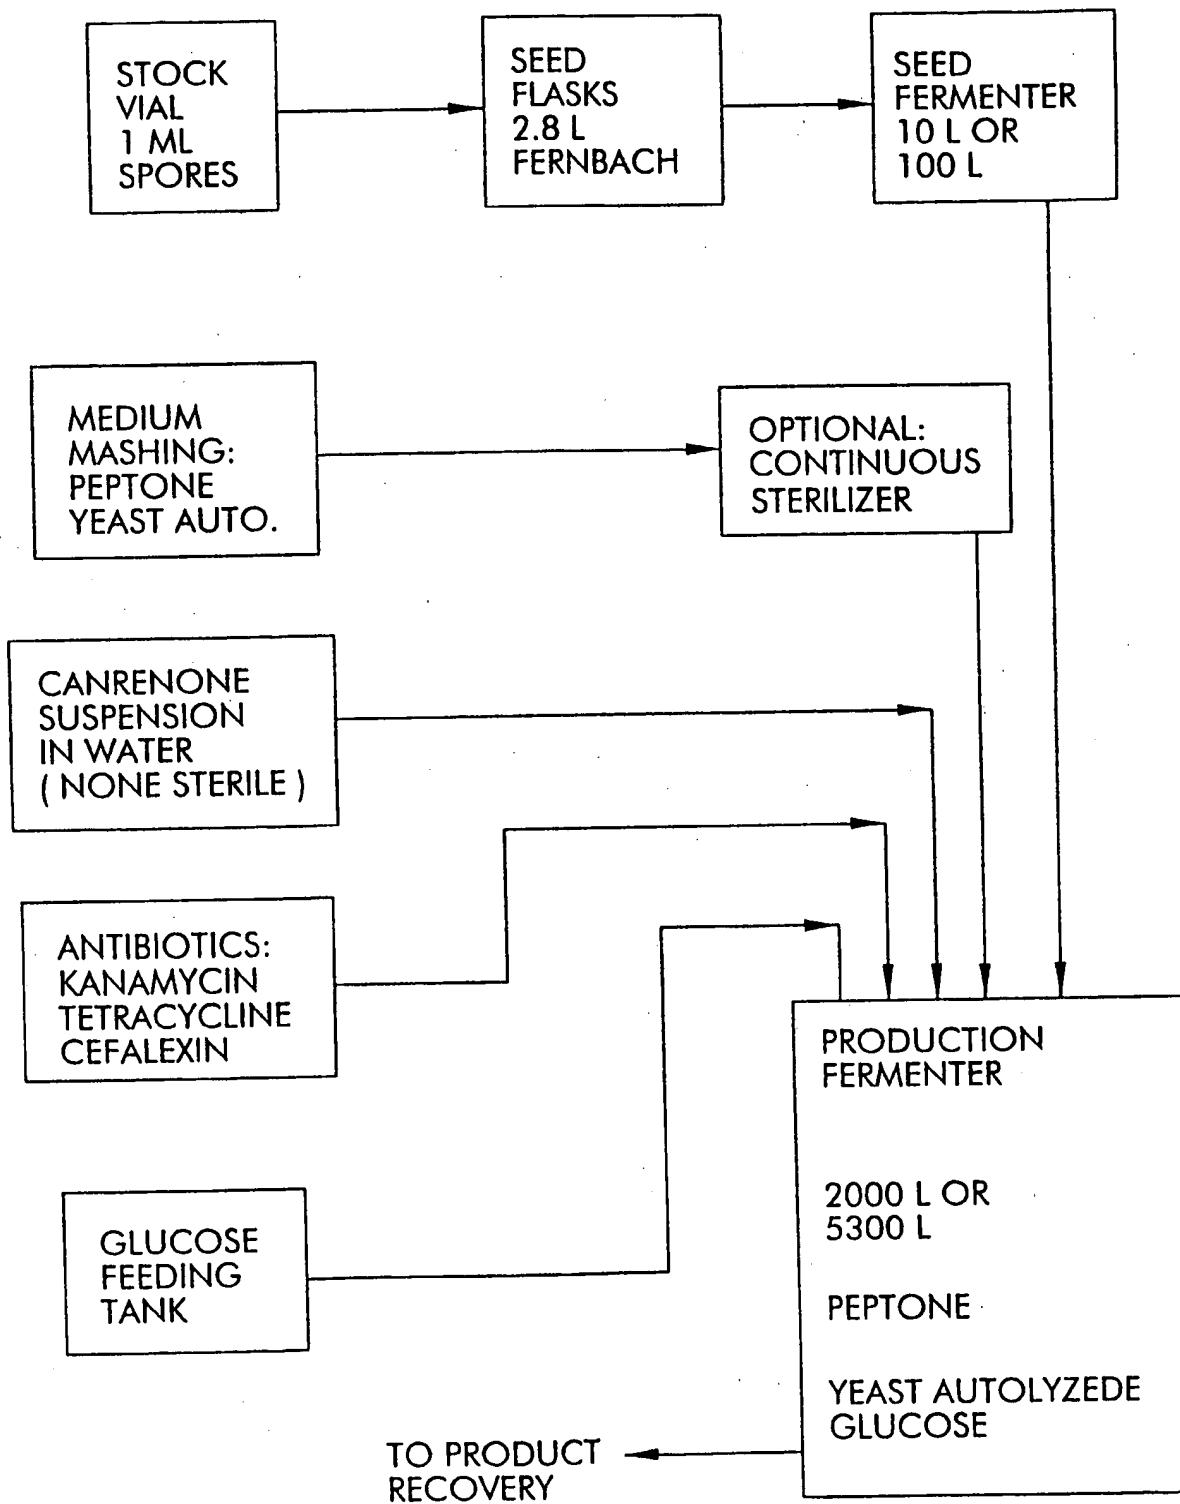 STOCK
VIAL
1 ML
SPORES
SEED
FLASKS
2.8 L
FERNBACH
SEED
FERMENTER
10 L OR
100 L
MEDIUM
MASHING:
PEPTONE
YEAST AUTO.
OPTIONAL:
CONTINUOUS
STERILIZER
CANRENONE
SUSPENSION
IN WATER
( NONE STERILE )
ANTIBIOTICS:
KANAMYCIN
TETRACYCLINE
CEFALEXIN
GLUCOSE
FEEDING
TANK
PRODUCTION
FERMENTER
2000 L OR
5300 L
PEPTONE
YEAST AUTOLYZEDE
GLUCOSE
TO PRODUCT
RECOVERY